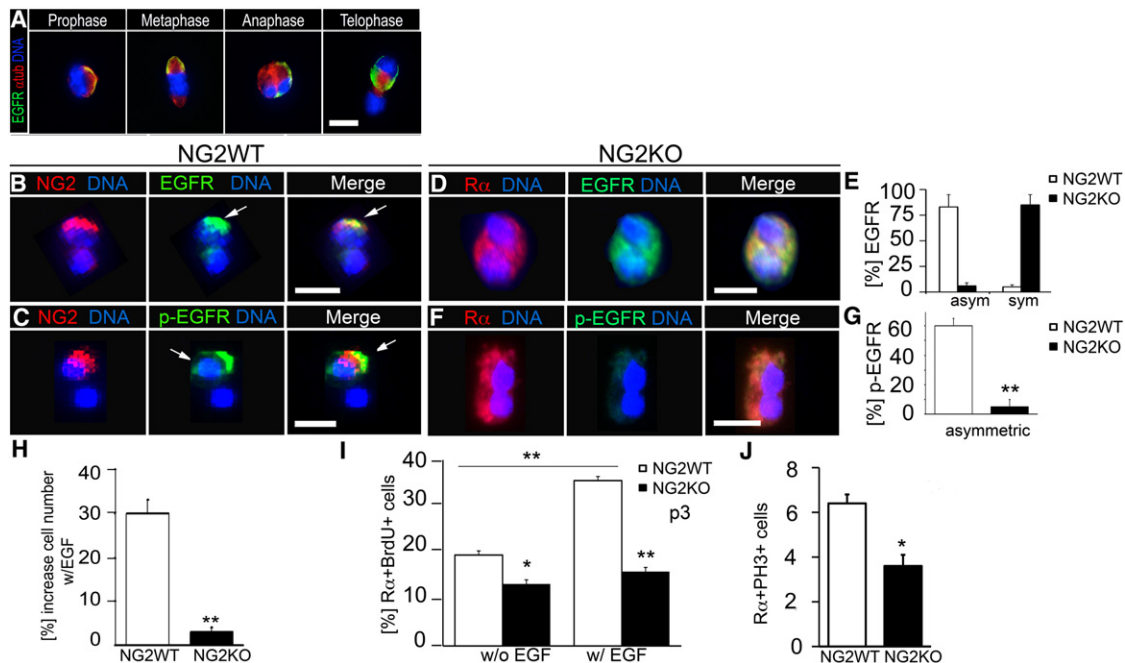 A
Prophase Metaphase Anaphase Telophase
EGFR αtub DNA
NG2WT NG2KO
B NG2 DNA EGFR DNA Merge
D Rα DNA EGFR DNA Merge
E
NG2WT
NG2KO
[%] EGFR
100
75
50
25
0
asym sym
C NG2 DNA p-EGFR DNA Merge
F Rα DNA p-EGFR DNA Merge
G
NG2WT
NG2KO
[%] p-EGFR
60
40
20
0
**
asymmetric
H
[%] increase cell number
w/EGF
40
30
20
10
0
**
NG2WT NG2KO
I
[%] Rα+BrdU+ cells
40
30
20
10
0
**
* **
NG2WT
NG2KO
p3
w/o EGF w/ EGF
J
Rα+PH3+ cells
8
6
4
2
0
*
NG2WT NG2KO